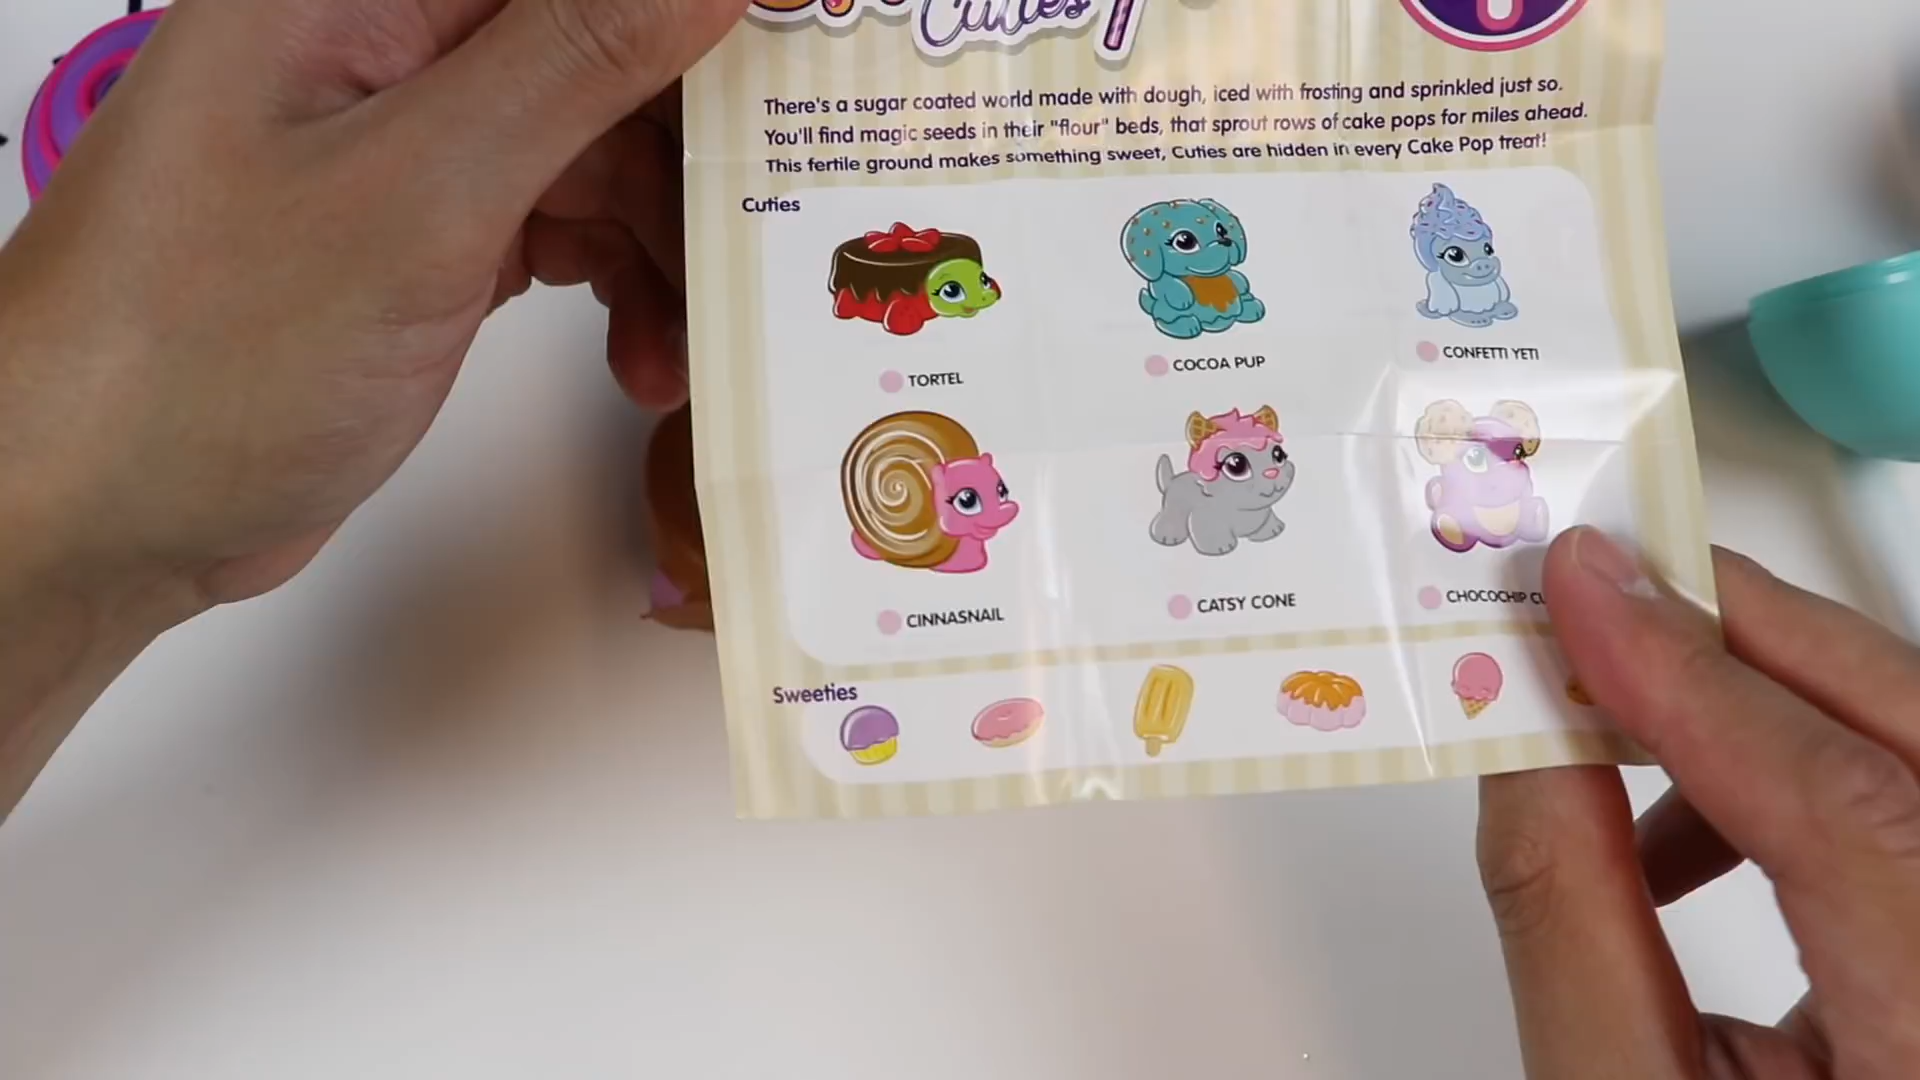 Cuties
There's a sugar coated world made with dough, iced with frosting and sprinkled just so.
You'll find magic seeds in their "flour" beds, that sprout rows of cake pops for miles ahead.
This fertile ground makes something sweet, Cuties are hidden in every Cake Pop treat!
Cuties
TORTEL
COCOA PUP
CONFETTI YETI
CINNASNAIL
CATSY CONE
CHOCOCHIP
Sweeties